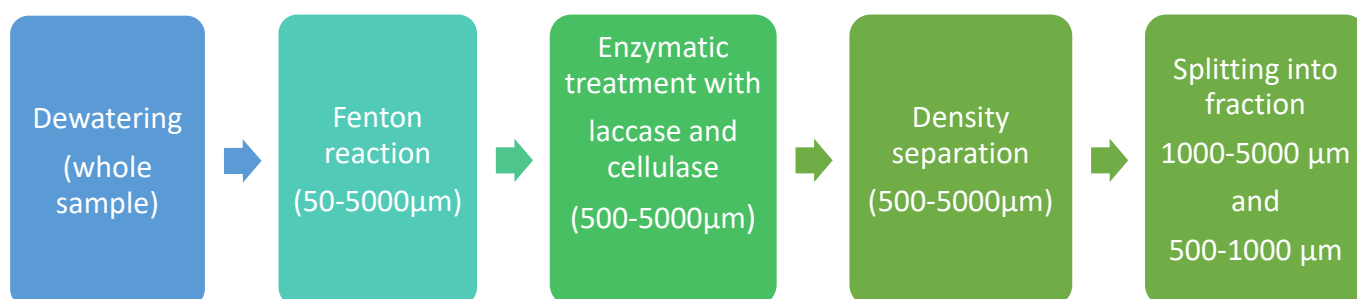 Dewatering
(whole
sample)
Fenton
reaction
(50-5000µm)
Enzymatic
treatment with
laccase and
cellulase
(500-5000µm)
Density
separation
(500-5000µm)
Splitting into
fraction
1000-5000 µm
and
500-1000 µm